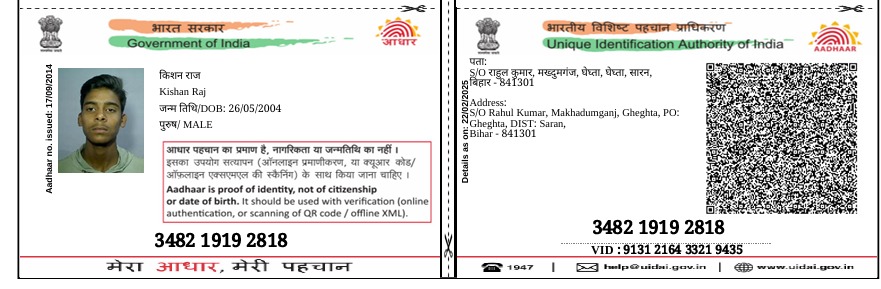 भारत सरकार
Government of India
आधार
Aadhaar no. issued: 17/09/2014
किशन राज
Kishan Raj
जन्म तिथि/DOB: 26/05/2004
पुरुष/ MALE
आधार पहचान का प्रमाण है, नागरिकता या जन्मतिथि का नहीं ।
इसका उपयोग सत्यापन (ऑनलाइन प्रमाणीकरण, या क्यूआर कोड/
ऑफ़लाइन एक्सएमएल की स्कैनिंग) के साथ किया जाना चाहिए ।
Aadhaar is proof of identity, not of citizenship
or date of birth. It should be used with verification (online
authentication, or scanning of QR code / offline XML).
3482 1919 2818
मेरा आधार, मेरी पहचान
भारतीय विशिष्ट पहचान प्राधिकरण
Unique Identification Authority of India
AADHAAR
Details as on: 22/02/2025
पता:
S/O राहुल कुमार, मख्दुमगंज, घेघ्ता, घेघ्ता, सारन,
बिहार - 841301
Address:
S/O Rahul Kumar, Makhadumganj, Gheghta, PO:
Gheghta, DIST: Saran,
Bihar - 841301
3482 1919 2818
VID : 9131 2164 3321 9435
1947 | help@uidai.gov.in | www.uidai.gov.in